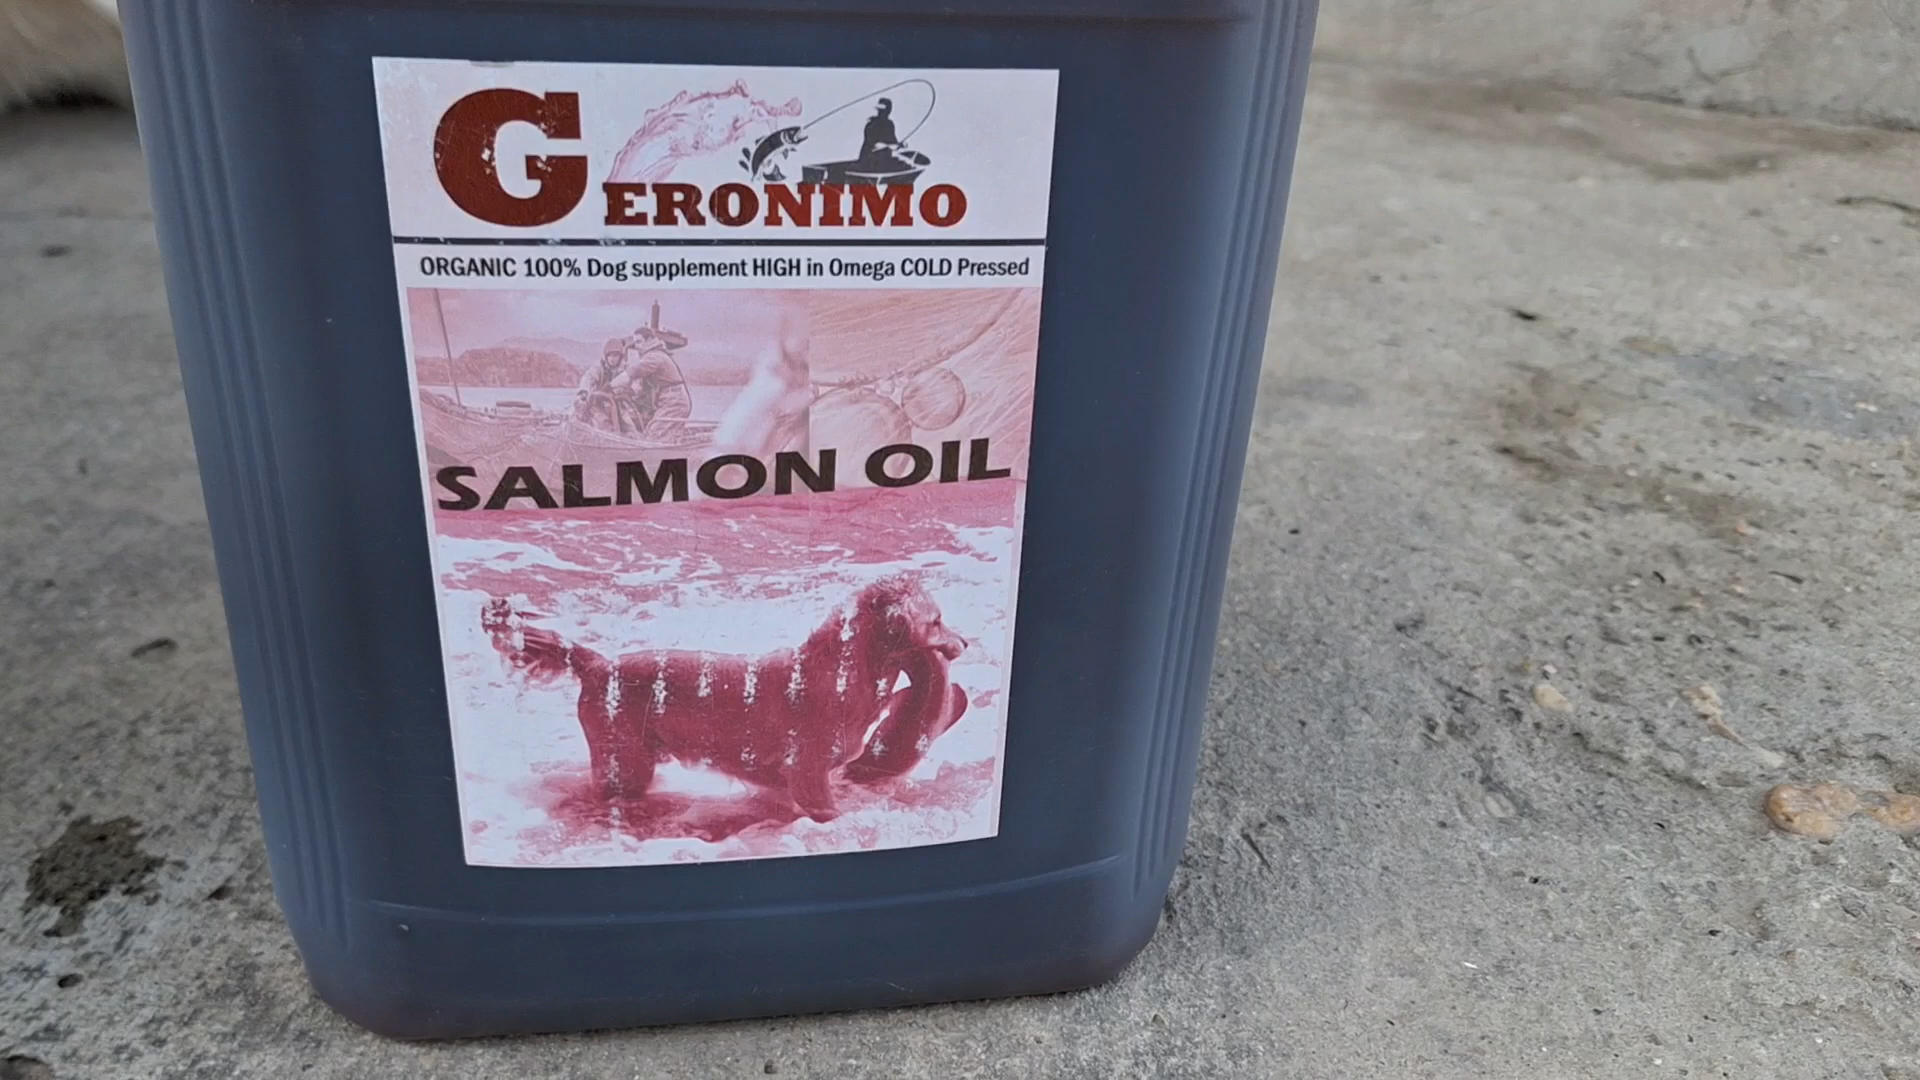 GERONIMO
ORGANIC 100% Dog supplement HIGH in Omega COLD Pressed
SALMON OIL